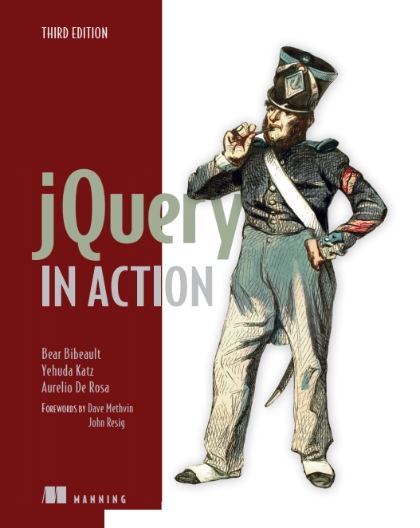 THIRD EDITION
jQuery
IN ACTION
Bear Bibeault
Yehuda Katz
Aurelio De Rosa
FOREWORDS BY Dave Methvin
John Resig
MANNING